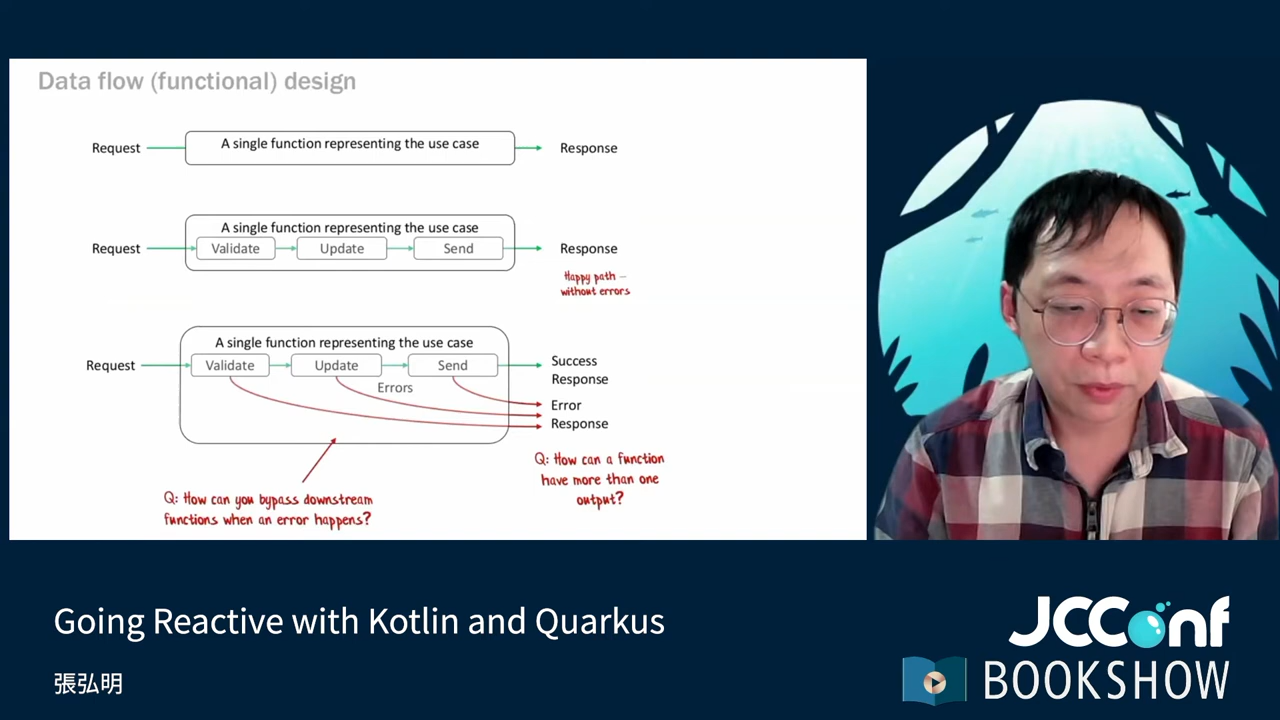 Data flow (functional) design
Request
A single function representing the use case
Response
A single function representing the use case
Request
Validate
Update
Send
Response
Happy path –
without errors
A single function representing the use case
Request
Validate
Update
Send
Success
Response
Errors
Error
Response
Q: How can a function
have more than one
output?
Q: How can you bypass downstream
functions when an error happens?
Going Reactive with Kotlin and Quarkus
張弘明
JCConf
BOOKSHOW